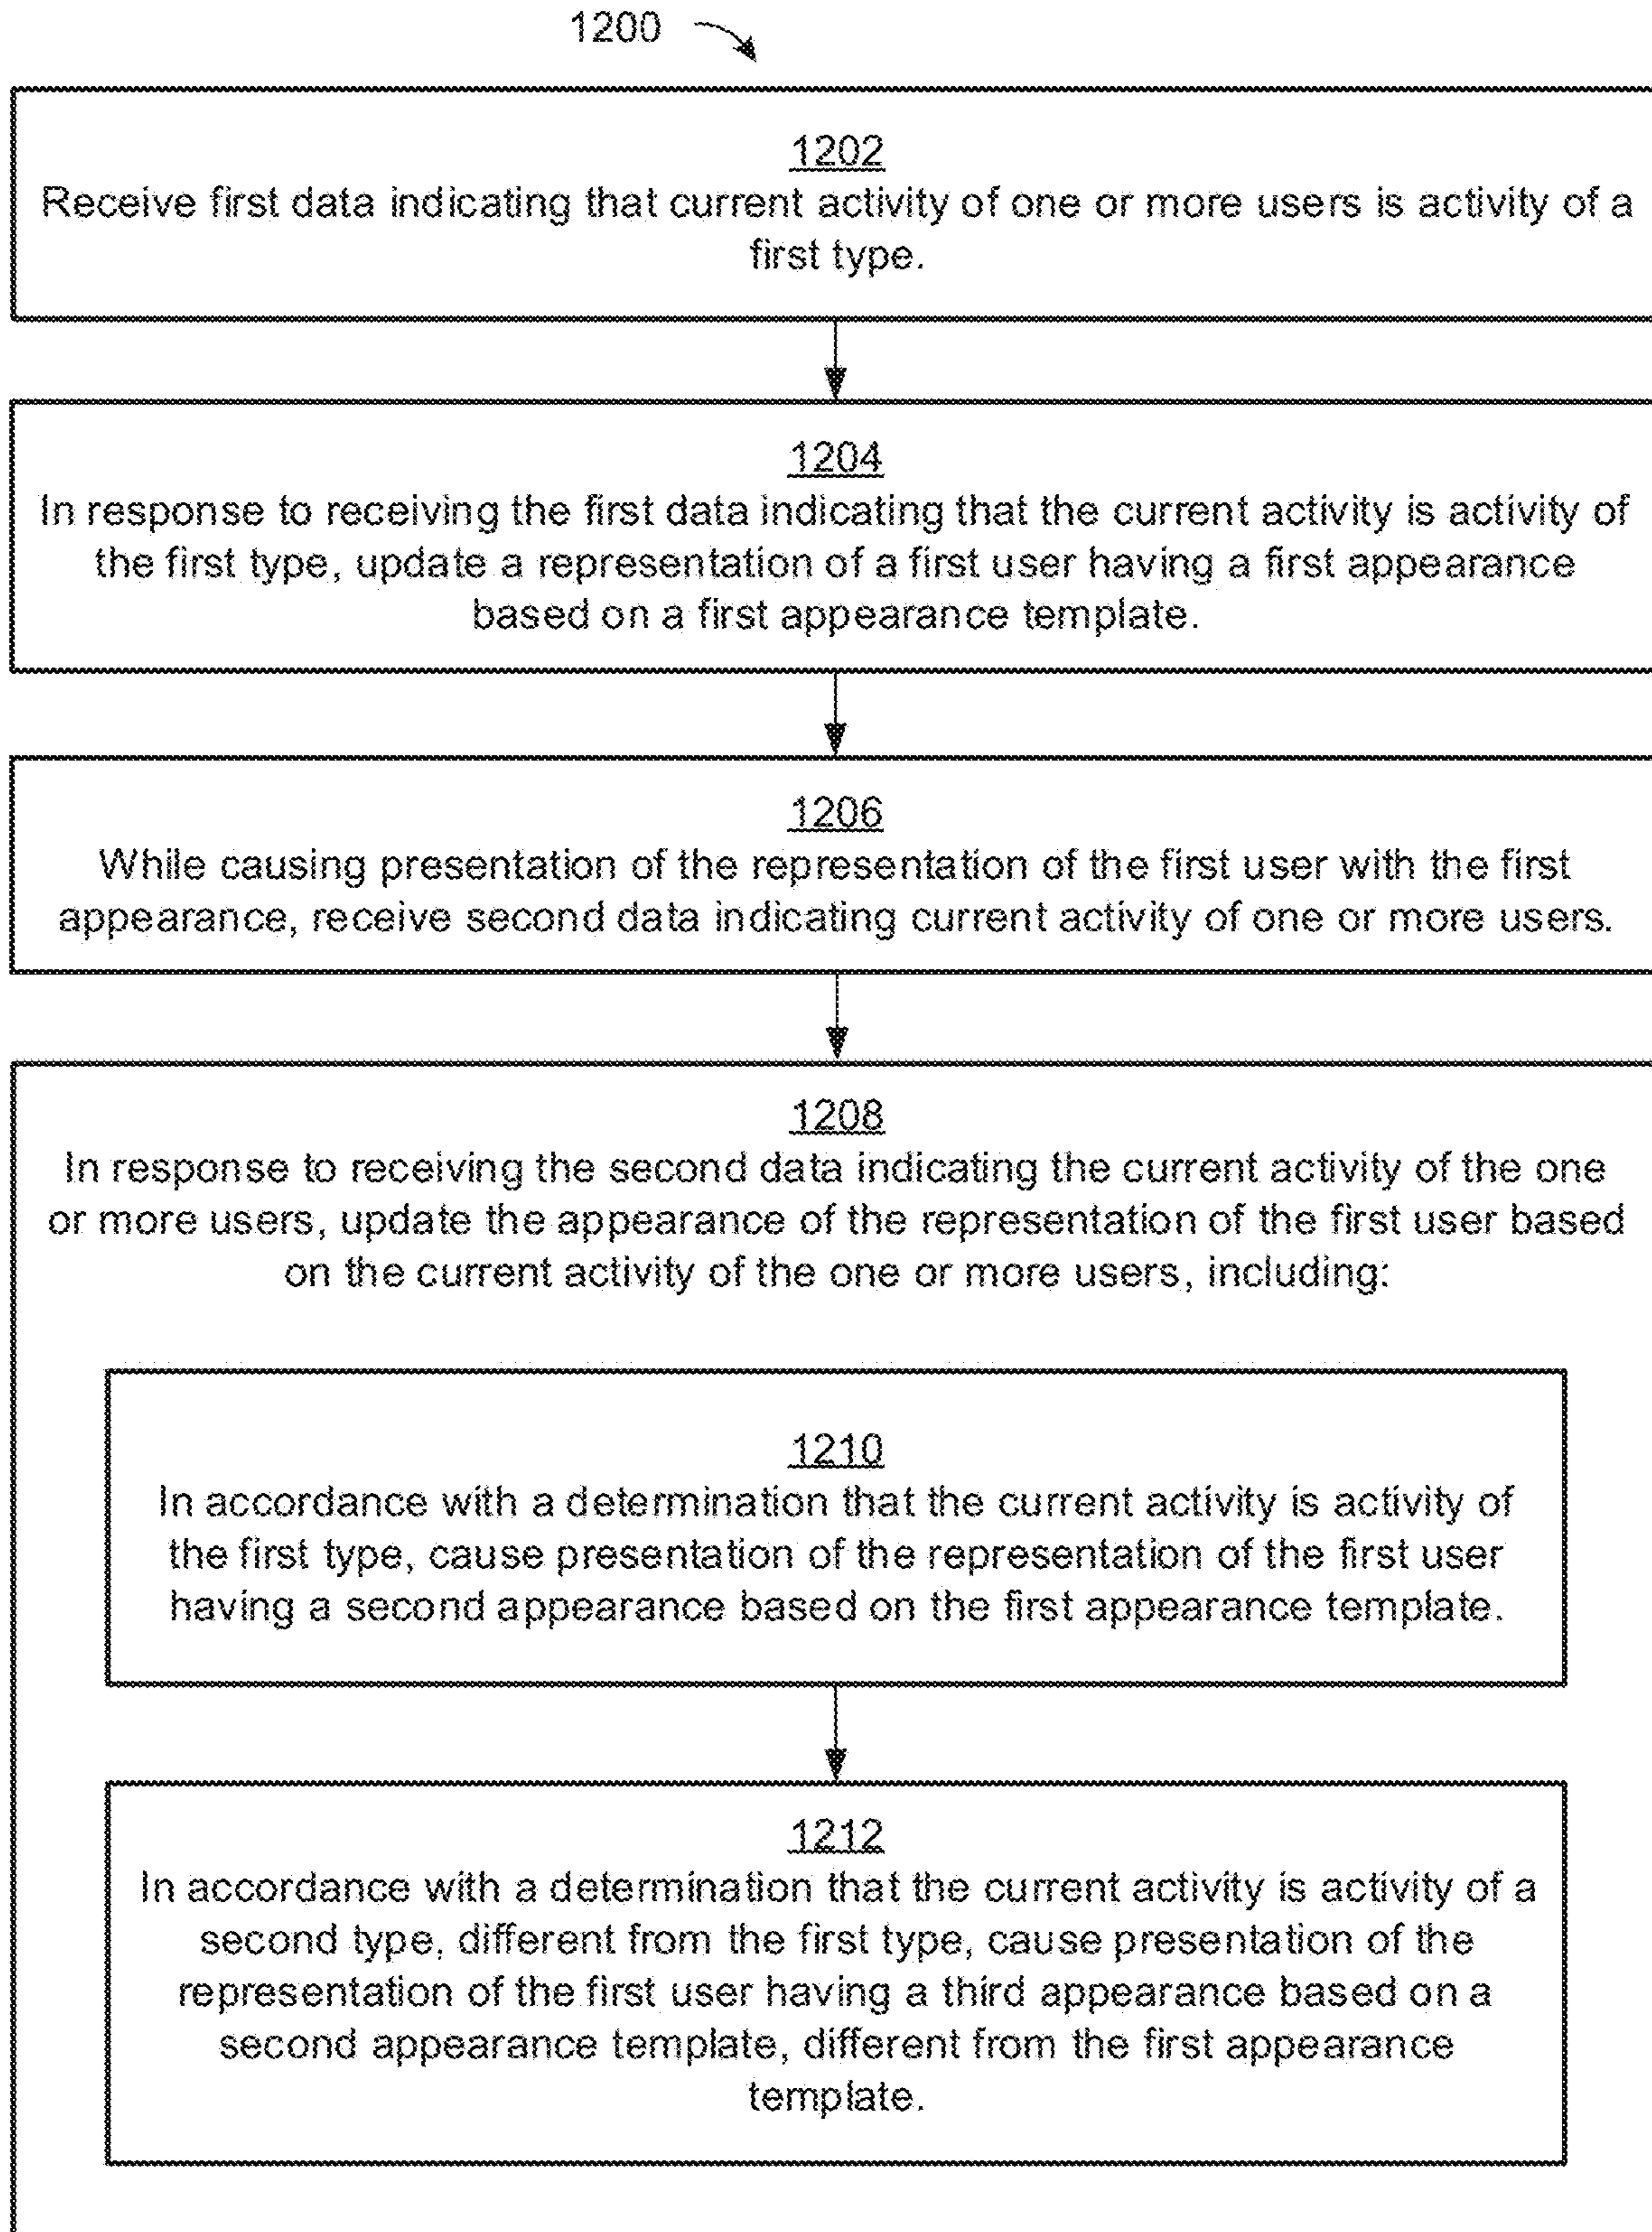 1200
1202
Receive first data indicating that current activity of one or more users is activity of a
first type.
1204
In response to receiving the first data indicating that the current activity is activity of
the first type, update a representation of a first user having a first appearance
based on a first appearance template.
1206
While causing presentation of the representation of the first user with the first
appearance, receive second data indicating current activity of one or more users.
1208
In response to receiving the second data indicating the current activity of the one
or more users, update the appearance of the representation of the first user based
on the current activity of the one or more users, including:
1210
In accordance with a determination that the current activity is activity of
the first type, cause presentation of the representation of the first user
having a second appearance based on the first appearance template.
1212
In accordance with a determination that the current activity is activity of a
second type, different from the first type, cause presentation of the
representation of the first user having a third appearance based on a
second appearance template, different from the first appearance
template.